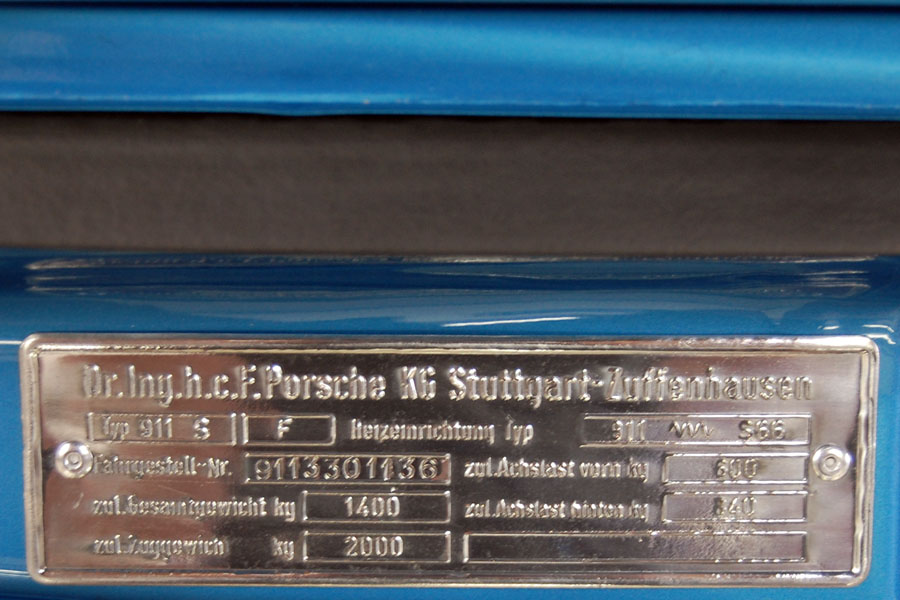 Dr.Ing.h.c.F.Porsche KG Stuttgart-Zuffenhausen
Typ 911 S F Heizeinrichtung Typ 911 S66
Fahrgestell-Nr. 9113301136 zul.Achslast vorn kg 600
zul.Gesamtgewicht kg 1400 zul.Achslast hinten kg 840
zul.Zuggewich kg 2000